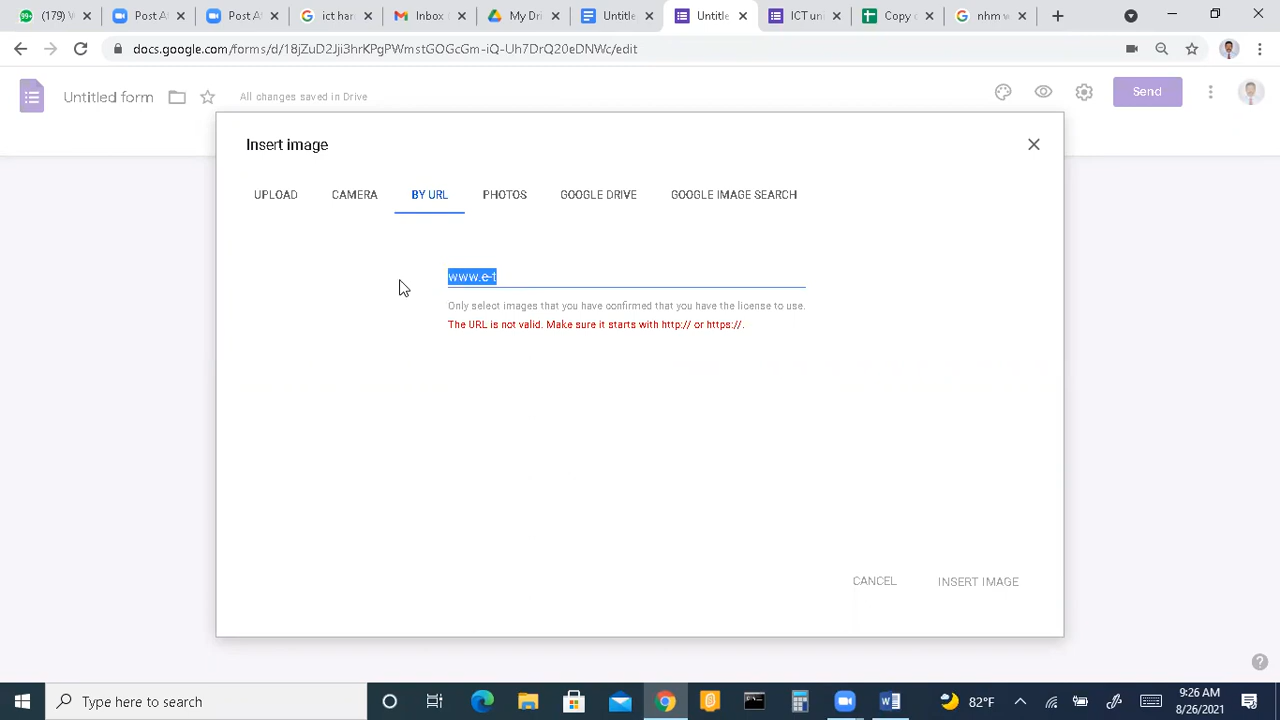 99+ (179) W
Post A
Post A
ict har
Inbox
My Dri
Untitle
Untitle
ICT un
Copy o
nhm w
docs.google.com/forms/d/18jZuD2Jji3hrKPgPWmstGOGcGm-iQ-Uh7DrQ20eDNWc/edit
Untitled form
All changes saved in Drive
Send
Insert image
UPLOAD
CAMERA
BY URL
PHOTOS
GOOGLE DRIVE
GOOGLE IMAGE SEARCH
www.e-t
Only select images that you have confirmed that you have the license to use.
The URL is not valid. Make sure it starts with http:// or https://.
CANCEL
INSERT IMAGE
Type here to search
82°F
9:26 AM
8/26/2021